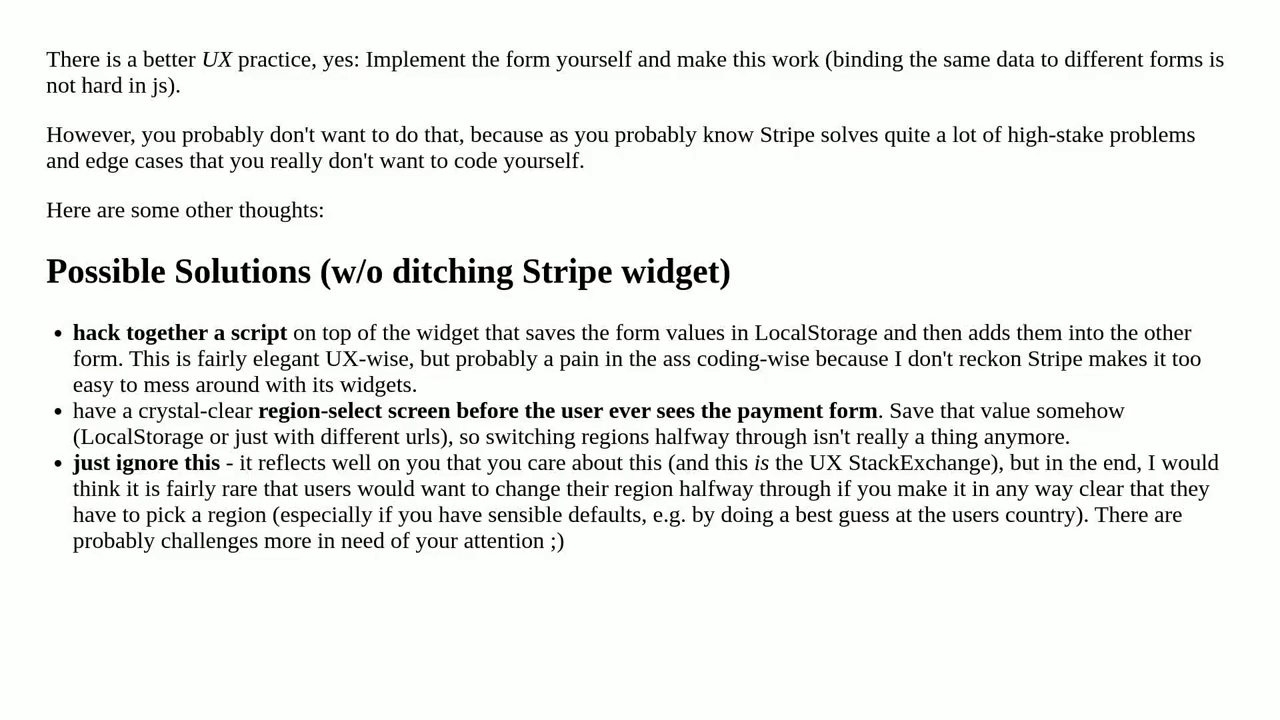 There is a better UX practice, yes: Implement the form yourself and make this work (binding the same data to different forms is
not hard in js).
However, you probably don't want to do that, because as you probably know Stripe solves quite a lot of high-stake problems
and edge cases that you really don't want to code yourself.
Here are some other thoughts:
Possible Solutions (w/o ditching Stripe widget)
• hack together a script on top of the widget that saves the form values in LocalStorage and then adds them into the other
form. This is fairly elegant UX-wise, but probably a pain in the ass coding-wise because I don't reckon Stripe makes it too
easy to mess around with its widgets.
• have a crystal-clear region-select screen before the user ever sees the payment form. Save that value somehow
(LocalStorage or just with different urls), so switching regions halfway through isn't really a thing anymore.
• just ignore this - it reflects well on you that you care about this (and this is the UX StackExchange), but in the end, I would
think it is fairly rare that users would want to change their region halfway through if you make it in any way clear that they
have to pick a region (especially if you have sensible defaults, e.g. by doing a best guess at the users country). There are
probably challenges more in need of your attention ;)